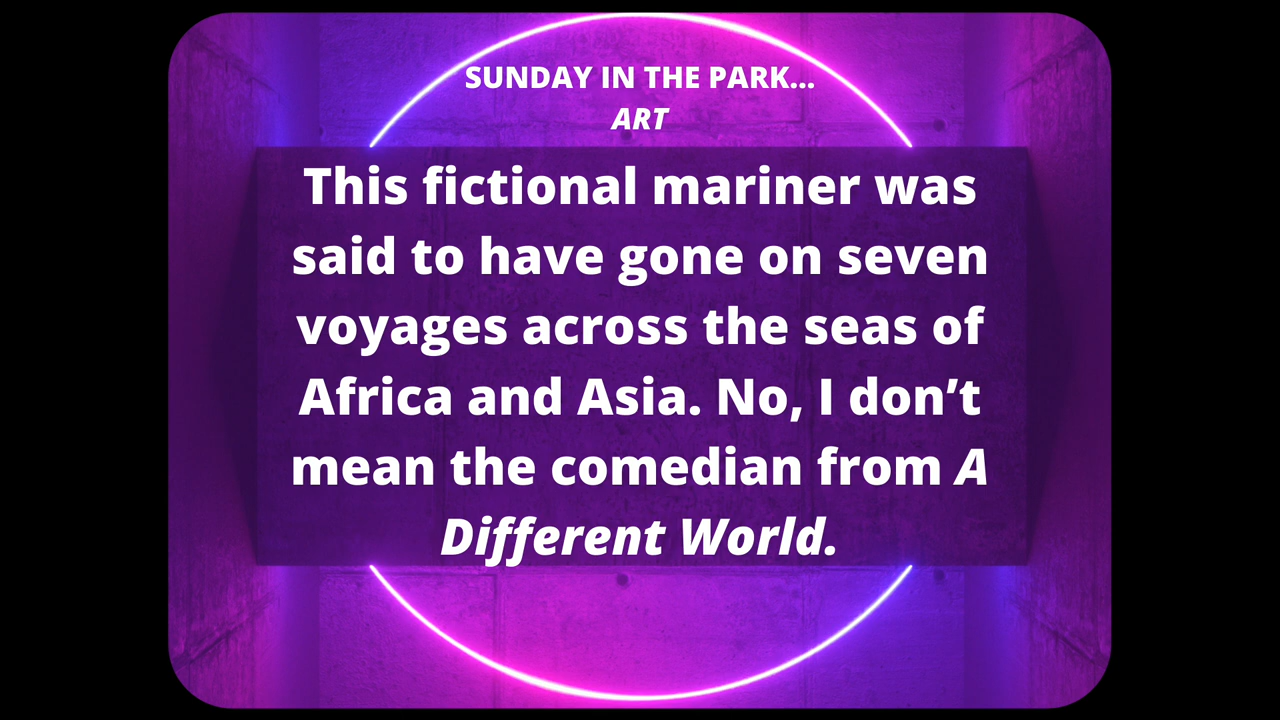 SUNDAY IN THE PARK...
ART
This fictional mariner was
said to have gone on seven
voyages across the seas of
Africa and Asia. No, I don’t
mean the comedian from A
Different World.